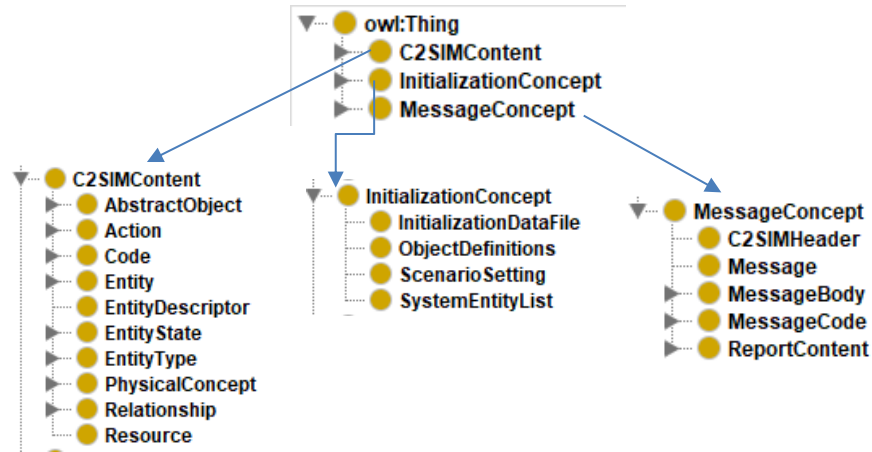 owl:Thing
C2SIMContent
InitializationConcept
MessageConcept
C2SIMContent
AbstractObject
Action
Code
Entity
EntityDescriptor
EntityState
EntityType
PhysicalConcept
Relationship
Resource
InitializationConcept
InitializationDataFile
ObjectDefinitions
ScenarioSetting
SystemEntityList
MessageConcept
C2SIMHeader
Message
MessageBody
MessageCode
ReportContent